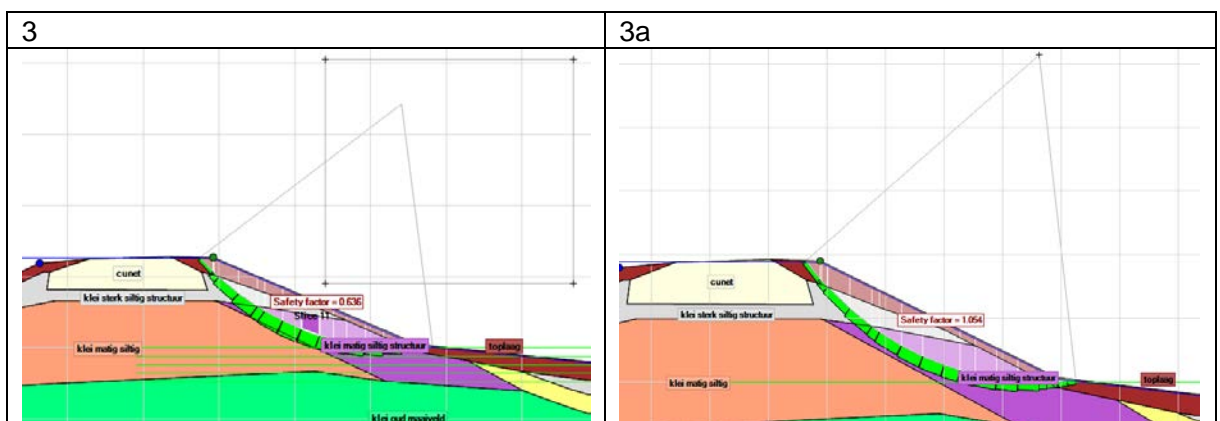 3
3a
cunet
klei sterk siltig structuur
Safety factor = 0.636
Slice 11
klei matig siltig structuur
klei matig siltig
toplaag
klei oud maaiveld
cunet
klei sterk siltig structuur
Safety factor = 1.054
klei matig siltig structuur
klei matig siltig
toplaag